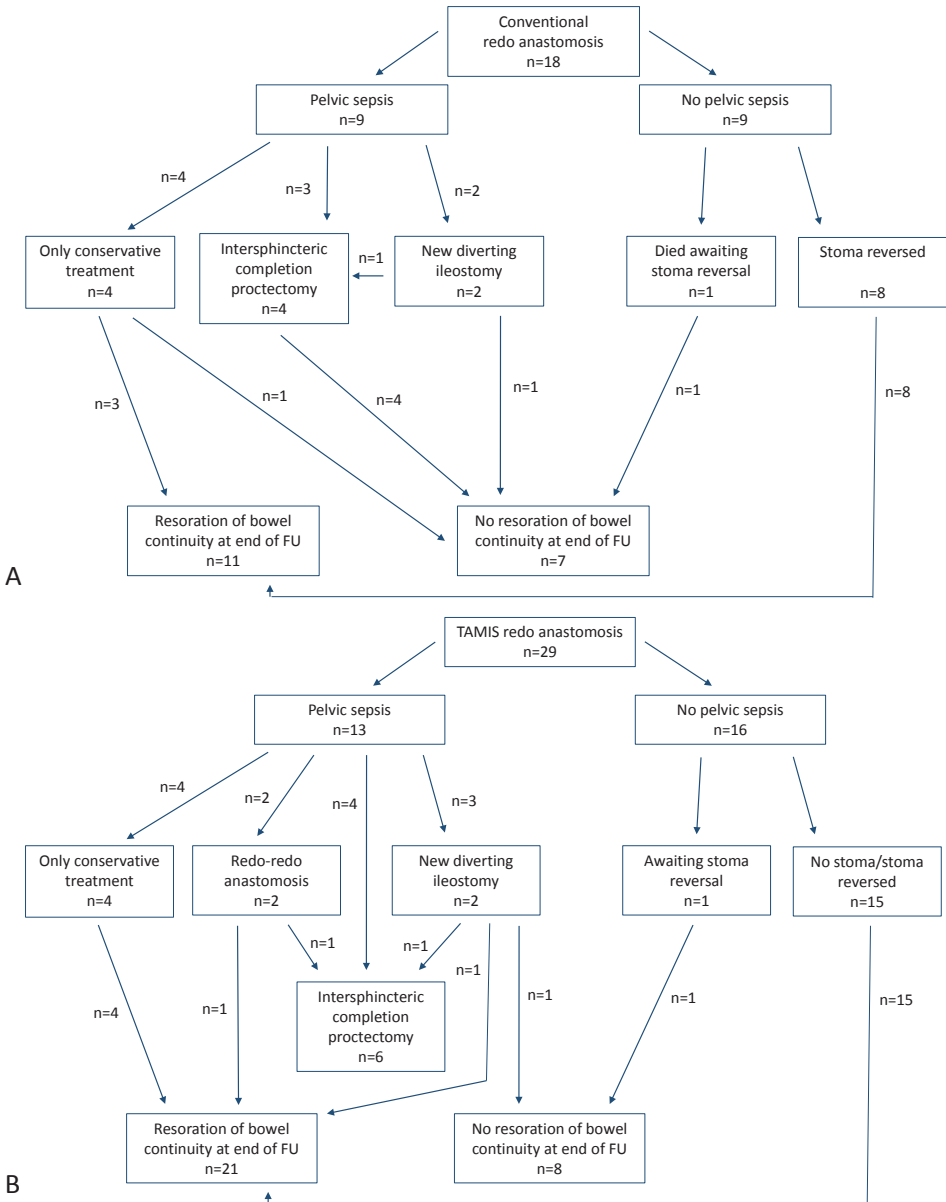 Conventional
redo anastomosis
n=18
Pelvic sepsis
n=9
No pelvic sepsis
n=9
n=4
n=3
n=2
Only conservative
treatment
n=4
Intersphincteric
completion
proctectomy
n=4
n=1
New diverting
ileostomy
n=2
Died awaiting
stoma reversal
n=1
Stoma reversed
n=8
n=3
n=1
n=4
n=1
n=1
n=8
Resoration of bowel
continuity at end of FU
n=11
No resoration of bowel
continuity at end of FU
n=7
A
TAMIS redo anastomosis
n=29
Pelvic sepsis
n=13
No pelvic sepsis
n=16
n=4
n=2
n=4
n=3
Only conservative
treatment
n=4
Redo-redo
anastomosis
n=2
New diverting
ileostomy
n=2
Awaiting stoma
reversal
n=1
No stoma/stoma
reversed
n=15
n=1
n=1
n=1
n=4
n=1
Intersphincteric
completion
proctectomy
n=6
n=1
n=1
n=15
Resoration of bowel
continuity at end of FU
n=21
No resoration of bowel
continuity at end of FU
n=8
B